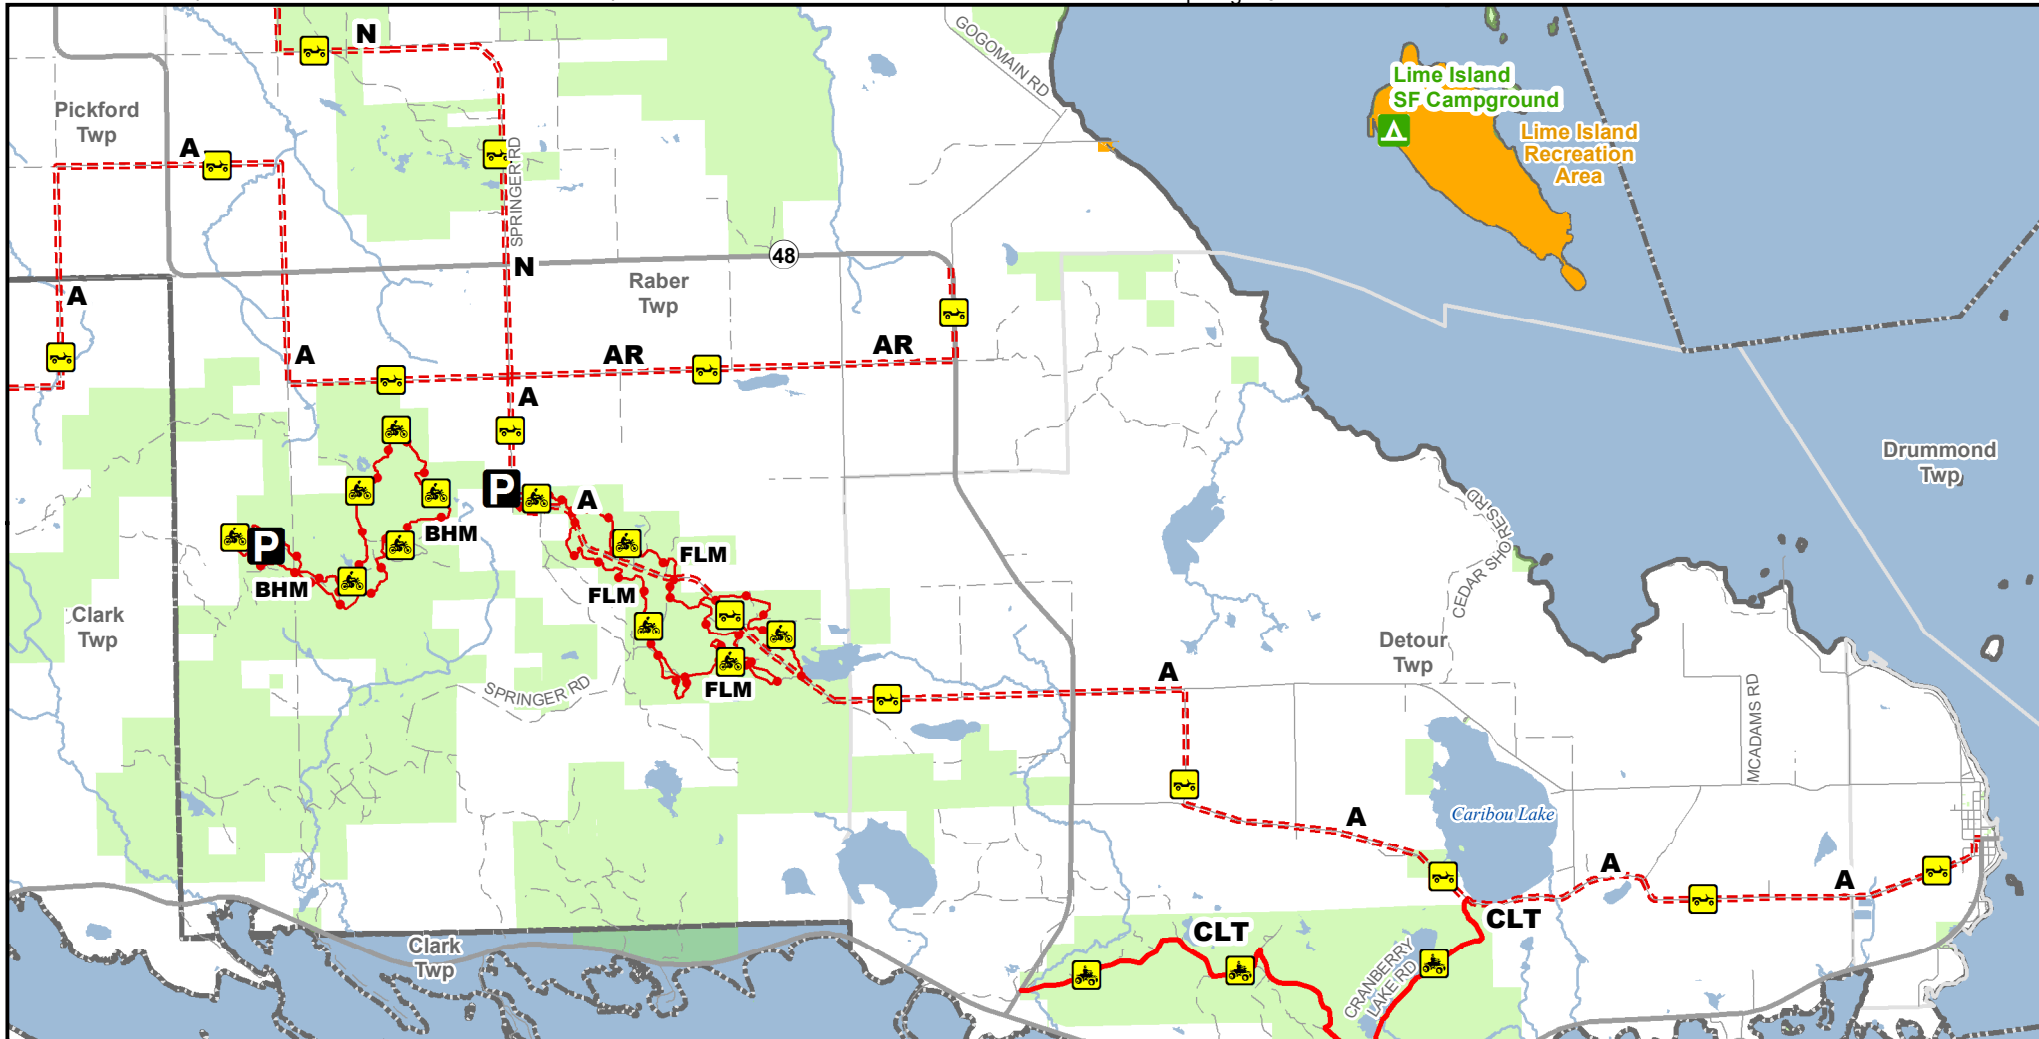 N
GOGOMAIN RD
Lime Island
SF Campground
Pickford
Twp
Lime Island
Recreation
Area
A
SPRINGER RD
48
N
Raber
Twp
A
A
AR
AR
A
Drummond
Twp
P
A
CEDAR SHORES RD
P
BHM
FLM
BHM
FLM
Clark
Twp
Detour
Twp
A
FLM
SPRINGER RD
MCADAMS RD
Caribou Lake
A
A
A
CLT
CLT
Clark
Twp
CRANBERRY
LAKE RD